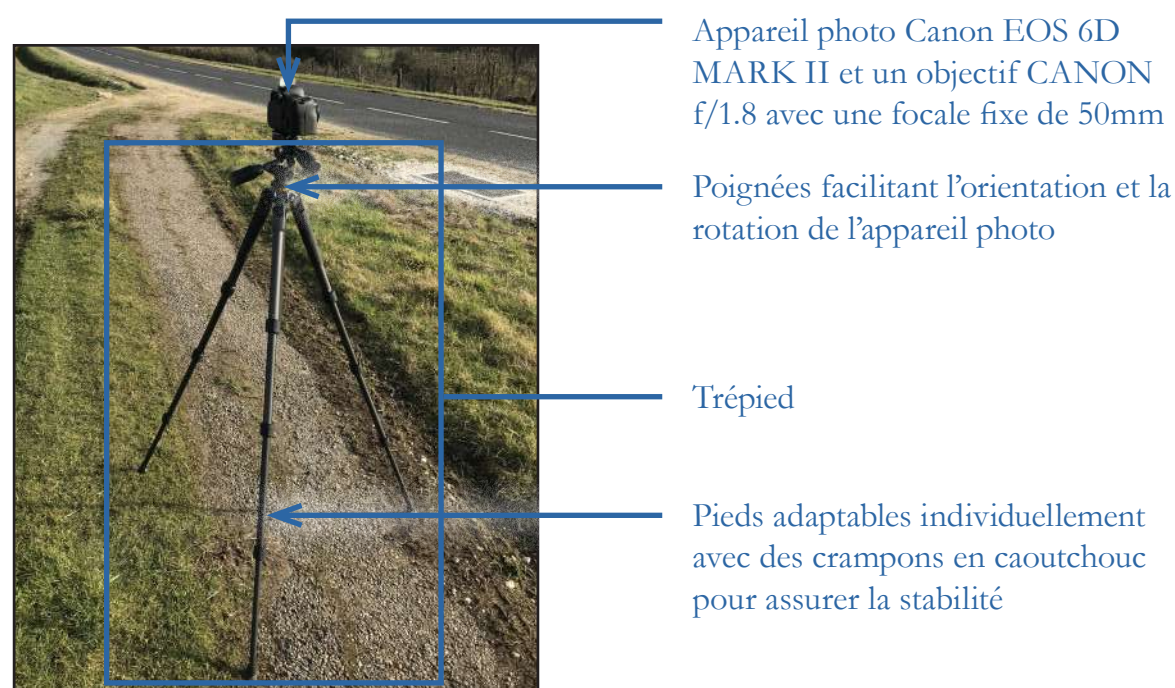 Appareil photo Canon EOS 6D
MARK II et un objectif CANON
f/1.8 avec une focale fixe de 50mm
Poignées facilitant l’orientation et la
rotation de l’appareil photo
Trépied
Pieds adaptables individuellement
avec des crampons en caoutchouc
pour assurer la stabilité